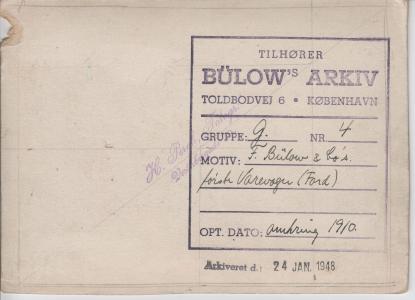 TILHØRER
BÜLOW's ARKIV
TOLDBODVEJ 6 • KØBENHAVN
GRUPPE: G. NR. 4
MOTIV: F. Bülow & Co's.
første Varevogn (Ford)
OPT. DATO: omkring 1910.
Arkiveret d.: 24 JAN. 1948
H.